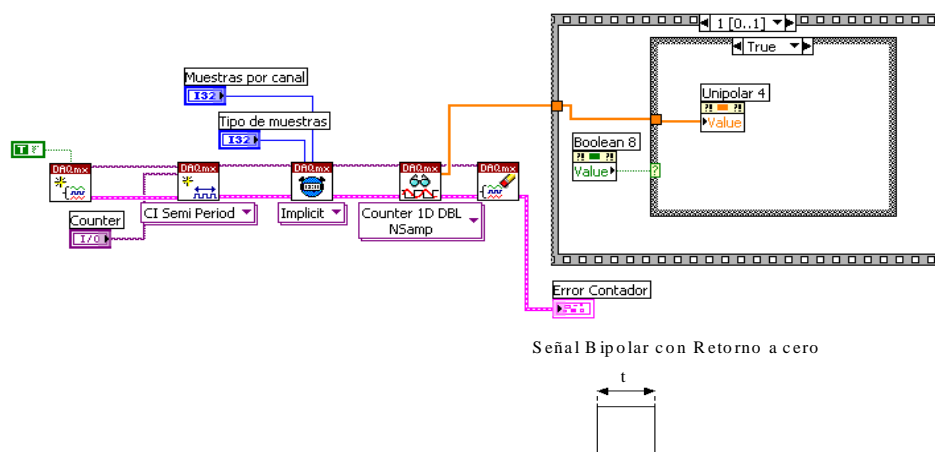 1 [0..1]
True
Muestras por canal
I32
Unipolar 4
Value
Tipo de muestras
I32
Boolean 8
Value
?
T F
DAQmx
DAQmx
DAQmx
DAQmx
DAQmx
Counter
I/O
CI Semi Period
Implicit
Counter 1D DBL
NSamp
Error Contador
Señal Bipolar con Retorno a cero
t